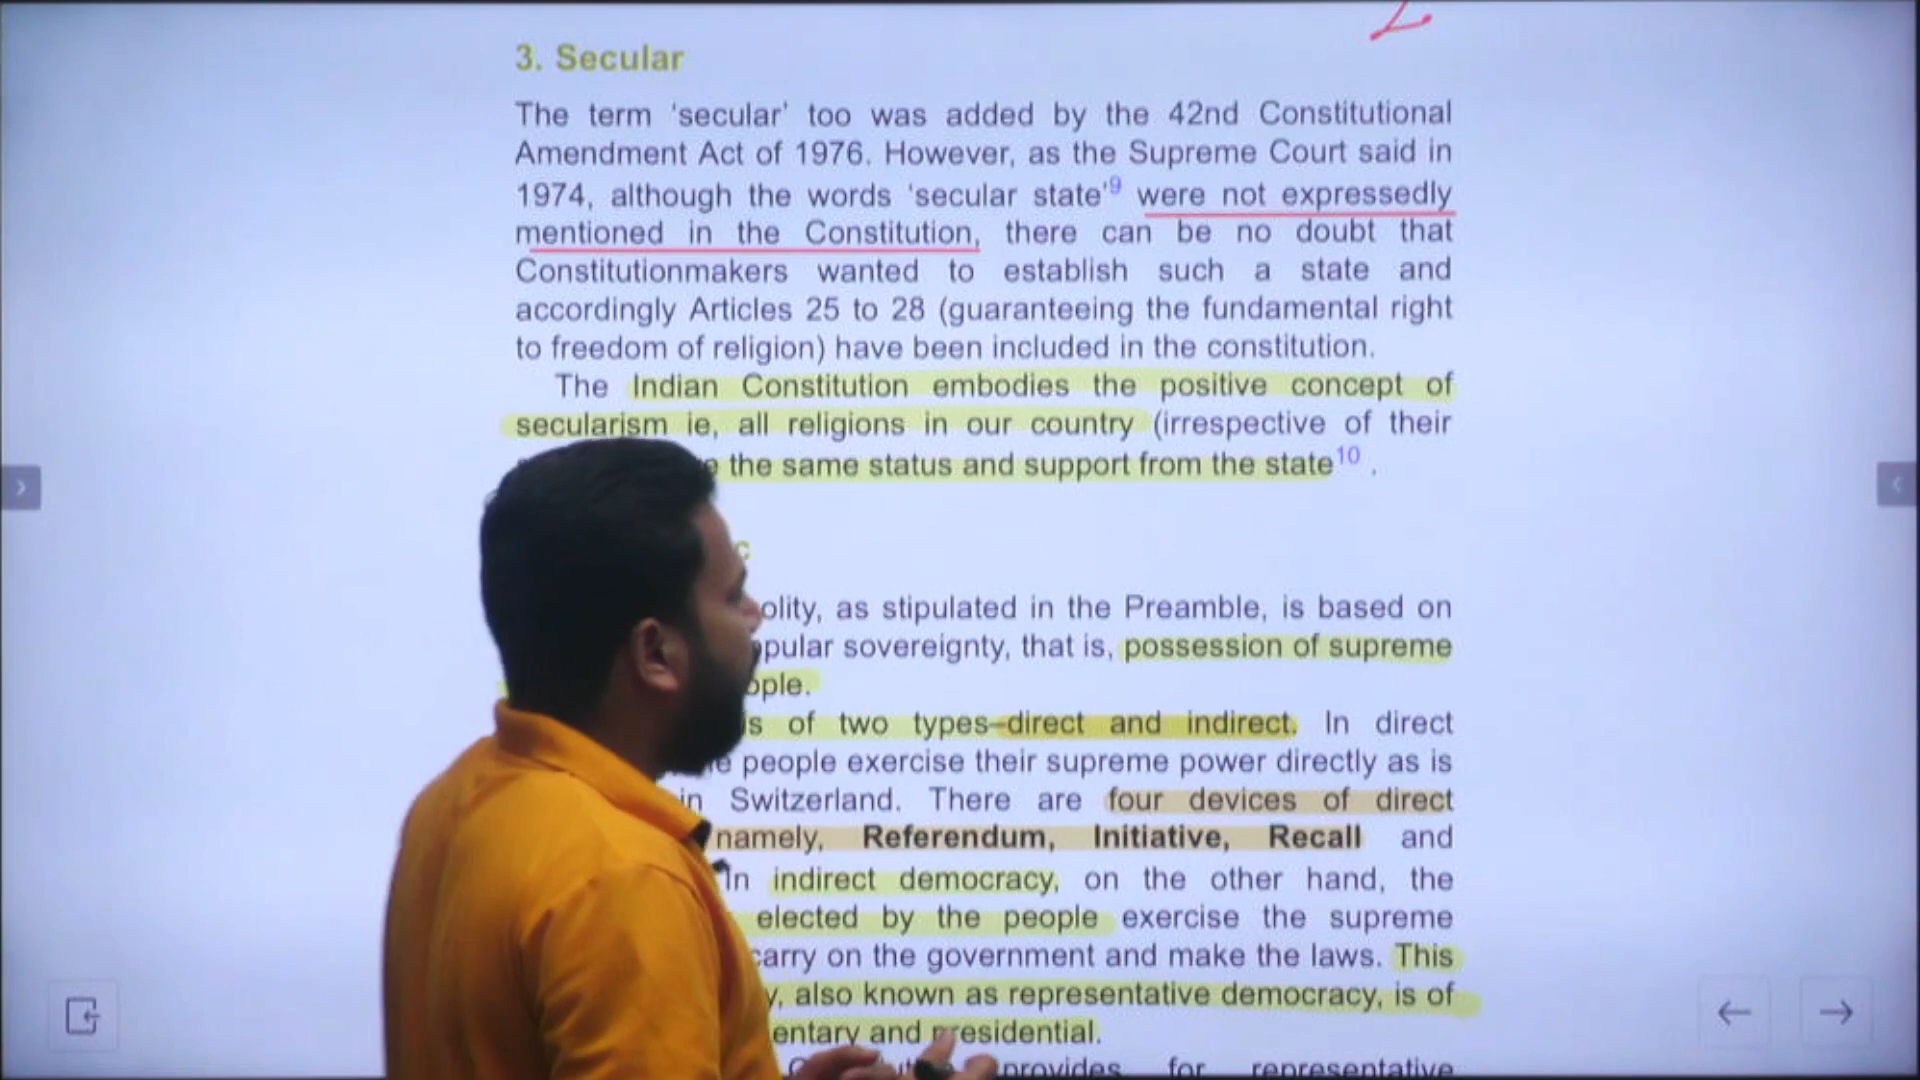 3. Secular
The term ‘secular’ too was added by the 42nd Constitutional
Amendment Act of 1976. However, as the Supreme Court said in
1974, although the words ‘secular state’9 were not expressedly
mentioned in the Constitution, there can be no doubt that
Constitutionmakers wanted to establish such a state and
accordingly Articles 25 to 28 (guaranteeing the fundamental right
to freedom of religion) have been included in the constitution.
The Indian Constitution embodies the positive concept of
secularism ie, all religions in our country (irrespective of their
the same status and support from the state10 .
c
olity, as stipulated in the Preamble, is based on
pular sovereignty, that is, possession of supreme
ople.
s of two types–direct and indirect. In direct
e people exercise their supreme power directly as is
in Switzerland. There are four devices of direct
namely, Referendum, Initiative, Recall and
In indirect democracy, on the other hand, the
elected by the people exercise the supreme
carry on the government and make the laws. This
y, also known as representative democracy, is of
entary and presidential.
provides for representative